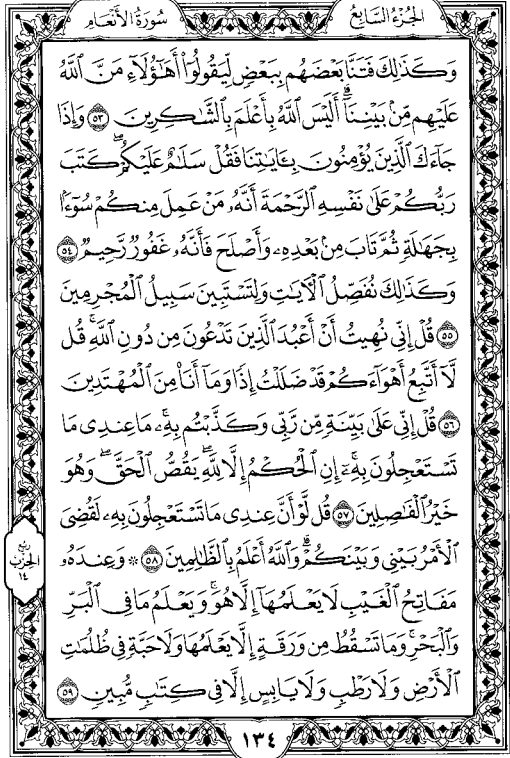 سُورَةُ الأَنْعَامِ
الجُزْءُ السَّابِعُ
وَكَذَٰلِكَ فَتَنَّا بَعْضَهُم بِبَعْضٍ لِّيَقُولُوٓا۟ أَهَـٰٓؤُلَآءِ مَنَّ ٱللَّهُ
عَلَيْهِم مِّنۢ بَيْنِنَآ ۗ أَلَيْسَ ٱللَّهُ بِأَعْلَمَ بِٱلشَّـٰكِرِينَ ٥٣ وَإِذَا
جَآءَكَ ٱلَّذِينَ يُؤْمِنُونَ بِـَٔايَـٰتِنَا فَقُلْ سَلَـٰمٌ عَلَيْكُمْ ۖ كَتَبَ
رَبُّكُمْ عَلَىٰ نَفْسِهِ ٱلرَّحْمَةَ أَنَّهُۥ مَنْ عَمِلَ مِنكُمْ سُوٓءًۢا
بِجَهَـٰلَةٍ ثُمَّ تَابَ مِنۢ بَعْدِهِۦ وَأَصْلَحَ فَأَنَّهُۥ غَفُورٌ رَّحِيمٌ ٥٤
وَكَذَٰلِكَ نُفَصِّلُ ٱلْـَٔايَـٰتِ وَلِتَسْتَبِينَ سَبِيلُ ٱلْمُجْرِمِينَ
٥٥ قُلْ إِنِّى نُهِيتُ أَنْ أَعْبُدَ ٱلَّذِينَ تَدْعُونَ مِن دُونِ ٱللَّهِ ۚ قُل
لَّآ أَتَّبِعُ أَهْوَآءَكُمْ ۙ قَدْ ضَلَلْتُ إِذًا وَمَآ أَنَا۠ مِنَ ٱلْمُهْتَدِينَ
٥٦ قُلْ إِنِّى عَلَىٰ بَيِّنَةٍ مِّن رَّبِّى وَكَذَّبْتُم بِهِۦ ۚ مَا عِندِى مَا
تَسْتَعْجِلُونَ بِهِۦٓ ۚ إِنِ ٱلْحُكْمُ إِلَّا لِلَّهِ ۖ يَقُصُّ ٱلْحَقَّ ۖ وَهُوَ
خَيْرُ ٱلْفَـٰصِلِينَ ٥٧ قُل لَّوْ أَنَّ عِندِى مَا تَسْتَعْجِلُونَ بِهِۦ لَقُضِىَ
ٱلْأَمْرُ بَيْنِى وَبَيْنَكُمْ ۗ وَٱللَّهُ أَعْلَمُ بِٱلظَّـٰلِمِينَ ٥٨ ۞ وَعِندَهُۥ
مَفَاتِحُ ٱلْغَيْبِ لَا يَعْلَمُهَآ إِلَّا هُوَ ۚ وَيَعْلَمُ مَا فِى ٱلْبَرِّ
وَٱلْبَحْرِ ۚ وَمَا تَسْقُطُ مِن وَرَقَةٍ إِلَّا يَعْلَمُهَا وَلَا حَبَّةٍ فِى ظُلُمَـٰتِ
ٱلْأَرْضِ وَلَا رَطْبٍ وَلَا يَابِسٍ إِلَّا فِى كِتَـٰبٍ مُّبِينٍ ٥٩
ربع
الحزب
١٤
١٣٤